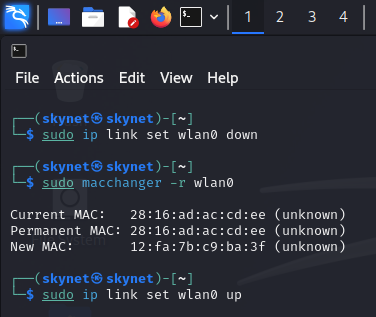 1 2 3 4
File Actions Edit View Help
┌──(skynet㉿skynet)-[~]
└─$ sudo ip link set wlan0 down
┌──(skynet㉿skynet)-[~]
└─$ sudo macchanger -r wlan0
Current MAC:   28:16:ad:ac:cd:ee (unknown)
Permanent MAC: 28:16:ad:ac:cd:ee (unknown)
New MAC:       12:fa:7b:c9:ba:3f (unknown)
┌──(skynet㉿skynet)-[~]
└─$ sudo ip link set wlan0 up